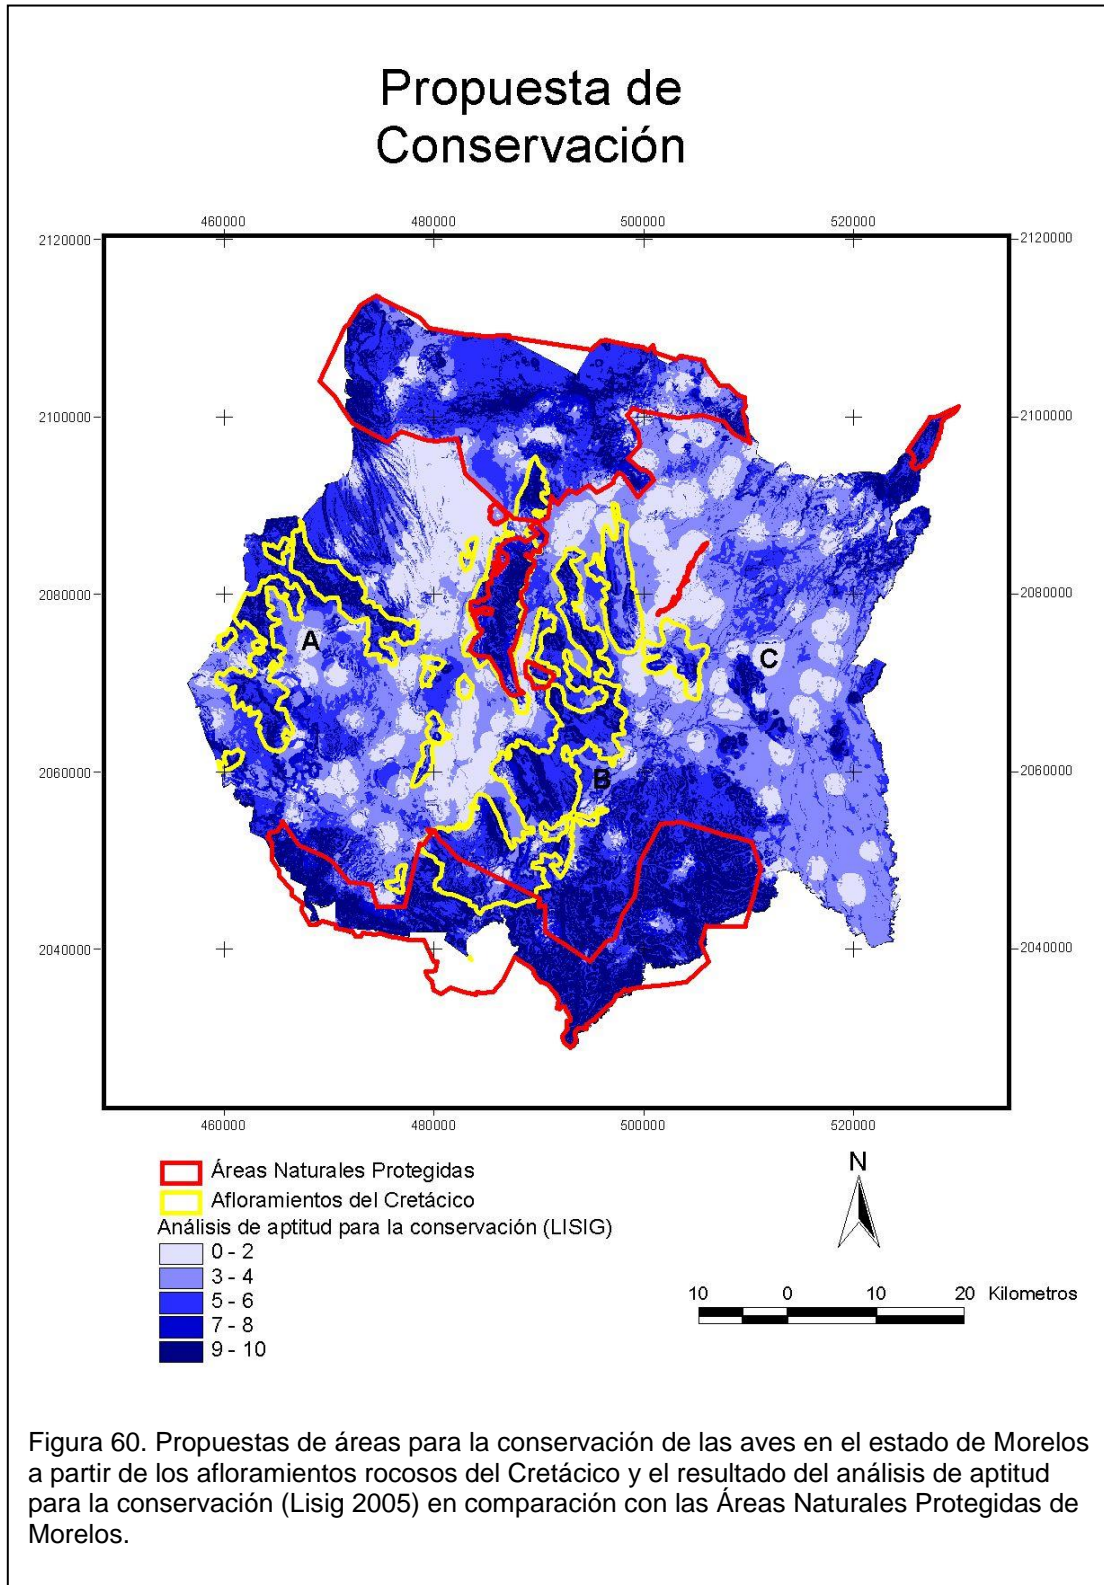 Propuesta de
Conservación
460000 480000 500000 520000
2120000 2120000
2100000 2100000
2080000 2080000
A
C
2060000 2060000
B
2040000 2040000
460000 480000 500000 520000
Áreas Naturales Protegidas
Afloramientos del Cretácico
Análisis de aptitud para la conservación (LISIG)
0 - 2
3 - 4
5 - 6
7 - 8
9 - 10
N
10 0 10 20 Kilometros
Figura 60. Propuestas de áreas para la conservación de las aves en el estado de Morelos
a partir de los afloramientos rocosos del Cretácico y el resultado del análisis de aptitud
para la conservación (Lisig 2005) en comparación con las Áreas Naturales Protegidas de
Morelos.